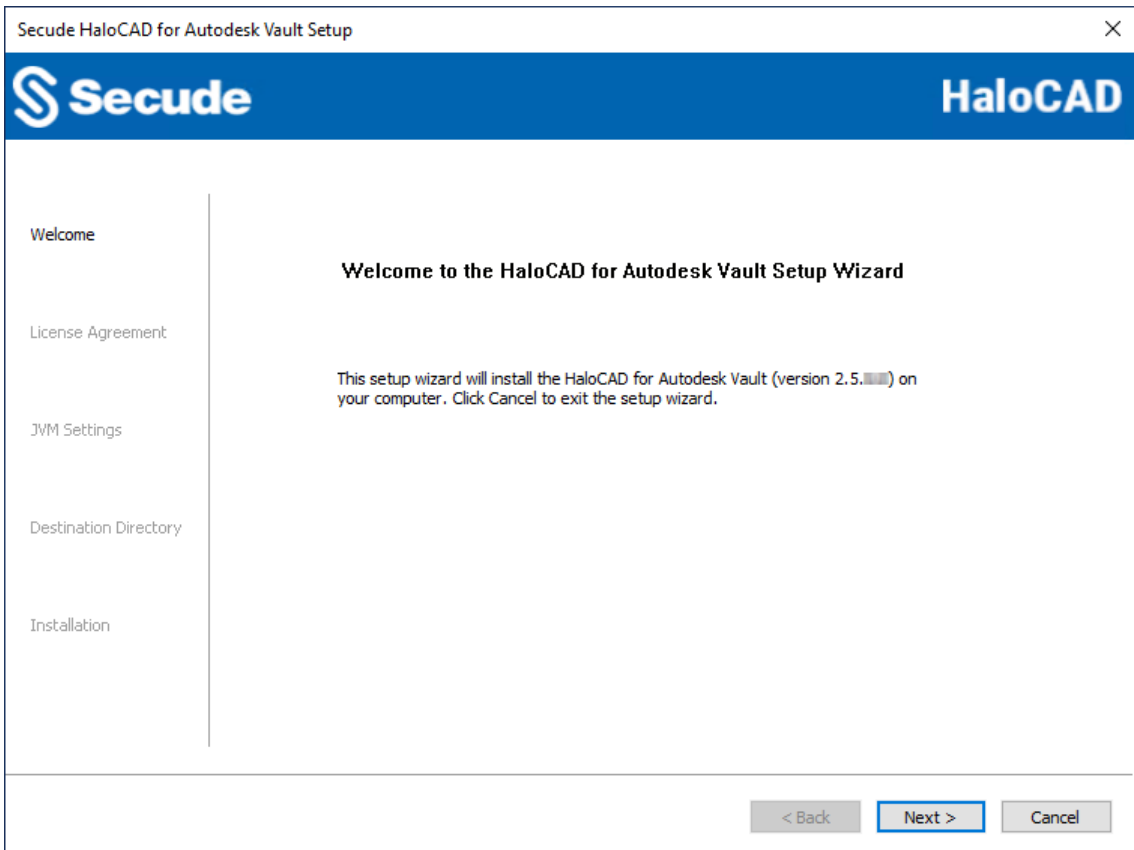 Secude HaloCAD for Autodesk Vault Setup
Secude
HaloCAD
Welcome
License Agreement
JVM Settings
Destination Directory
Installation
Welcome to the HaloCAD for Autodesk Vault Setup Wizard
This setup wizard will install the HaloCAD for Autodesk Vault (version 2.5.) on
your computer. Click Cancel to exit the setup wizard.
< Back
Next >
Cancel